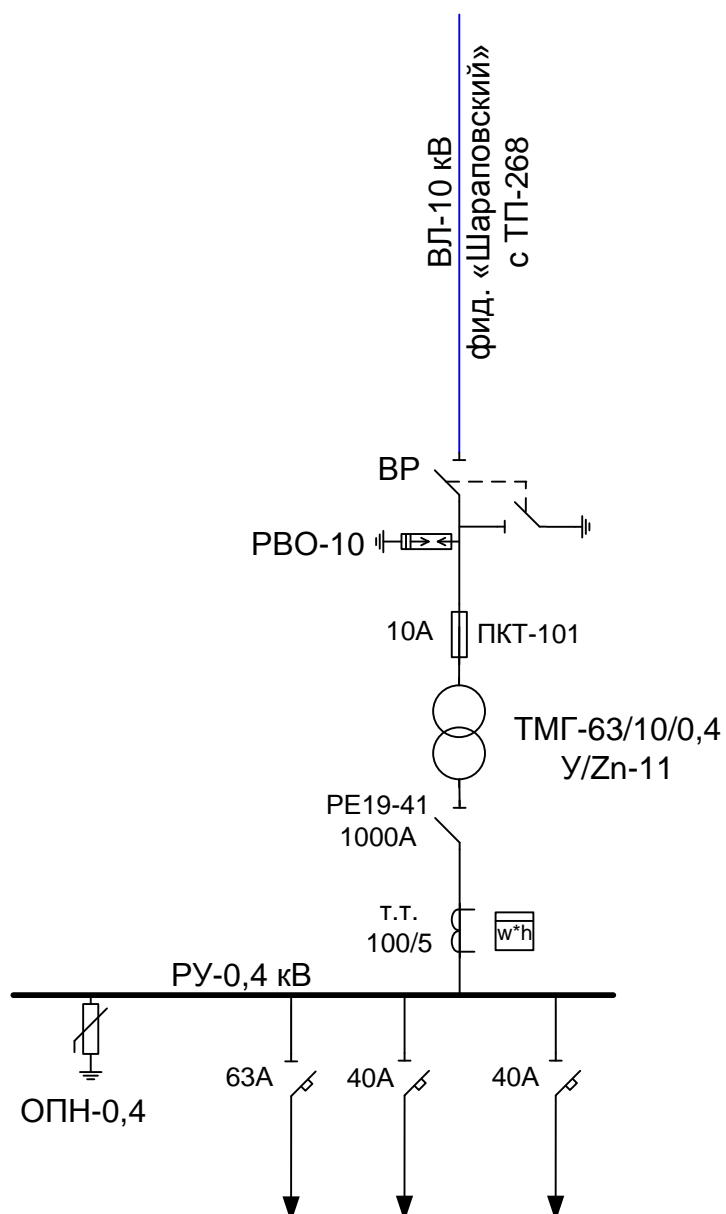 ВЛ-10 кВ
фид. «Шараповский»
с ТП-268
ВР
РВО-10
10А
ПКТ-101
ТМГ-63/10/0,4
У/Zn-11
РЕ19-41
1000А
т.т.
100/5
w*h
РУ-0,4 кВ
63А
40А
40А
ОПН-0,4